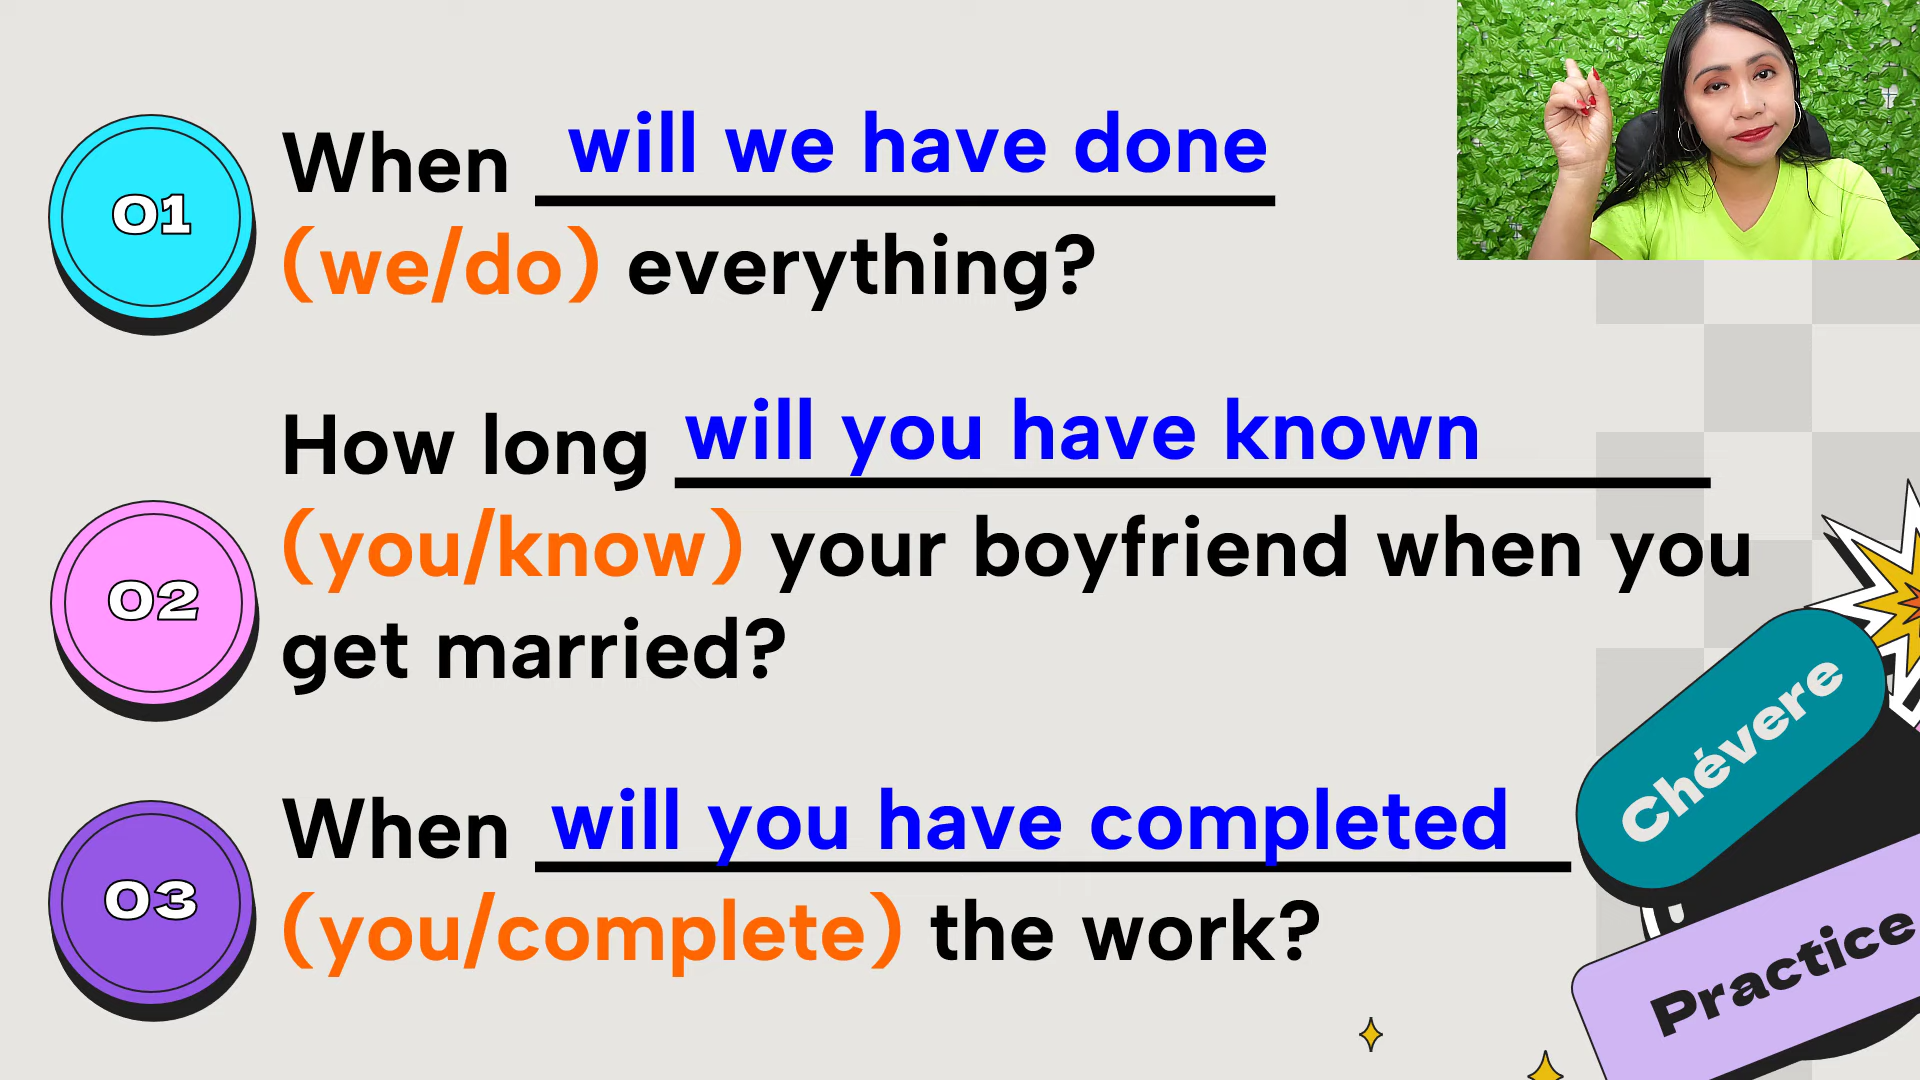 01
When will we have done
(we/do) everything?
02
How long will you have known
(you/know) your boyfriend when you
get married?
03
When will you have completed
(you/complete) the work?
Chévere
Practice